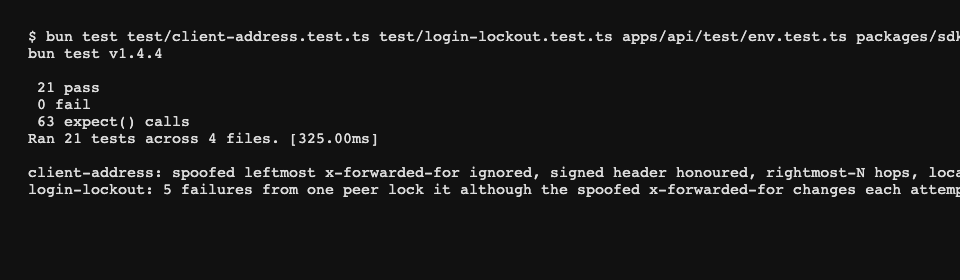 $ bun test test/client-address.test.ts test/login-lockout.test.ts apps/api/test/env.test.ts packages/sdk
bun test v1.4.4
21 pass
0 fail
63 expect() calls
Ran 21 tests across 4 files. [325.00ms]
client-address: spoofed leftmost x-forwarded-for ignored, signed header honoured, rightmost-N hops, loca
login-lockout: 5 failures from one peer lock it although the spoofed x-forwarded-for changes each attemp